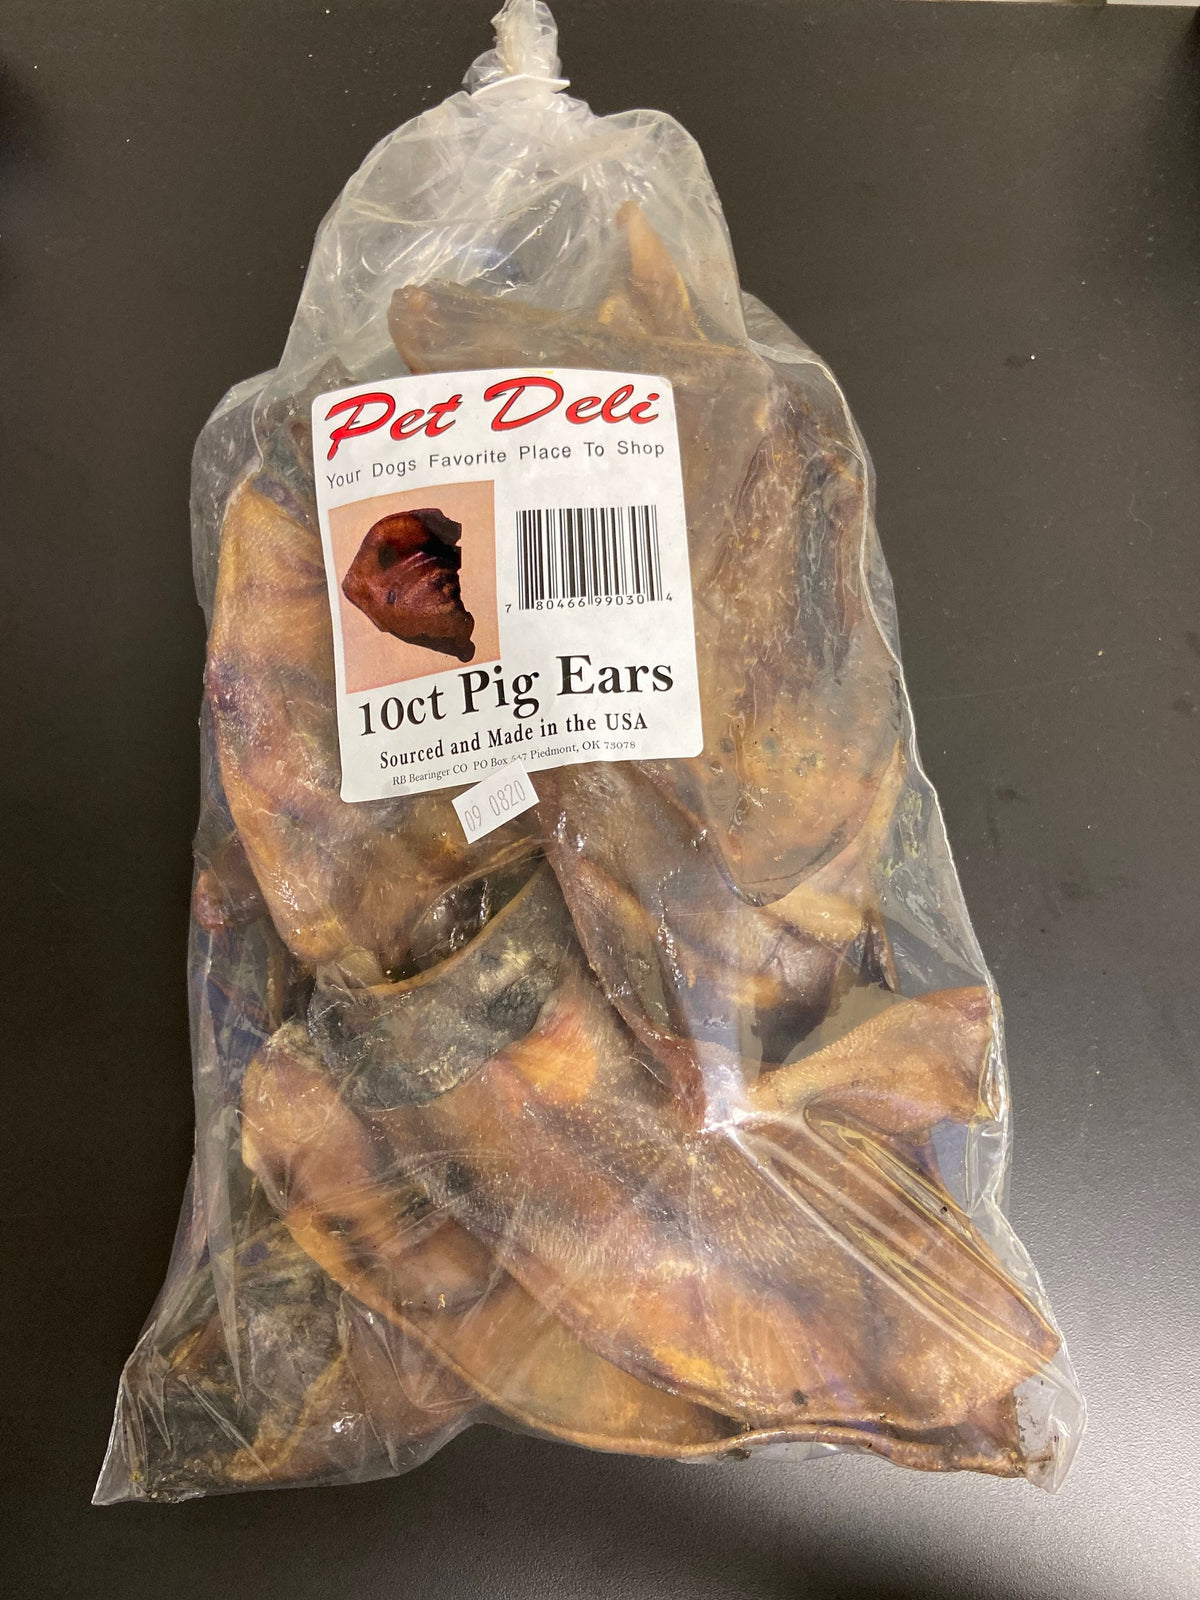 Pet Deli
Your Dogs Favorite Place To Shop
7 80466 99030 4
10ct Pig Ears
Sourced and Made in the USA
RB Bearinger CO PO Box 547 Piedmont, OK 73078
09 0820